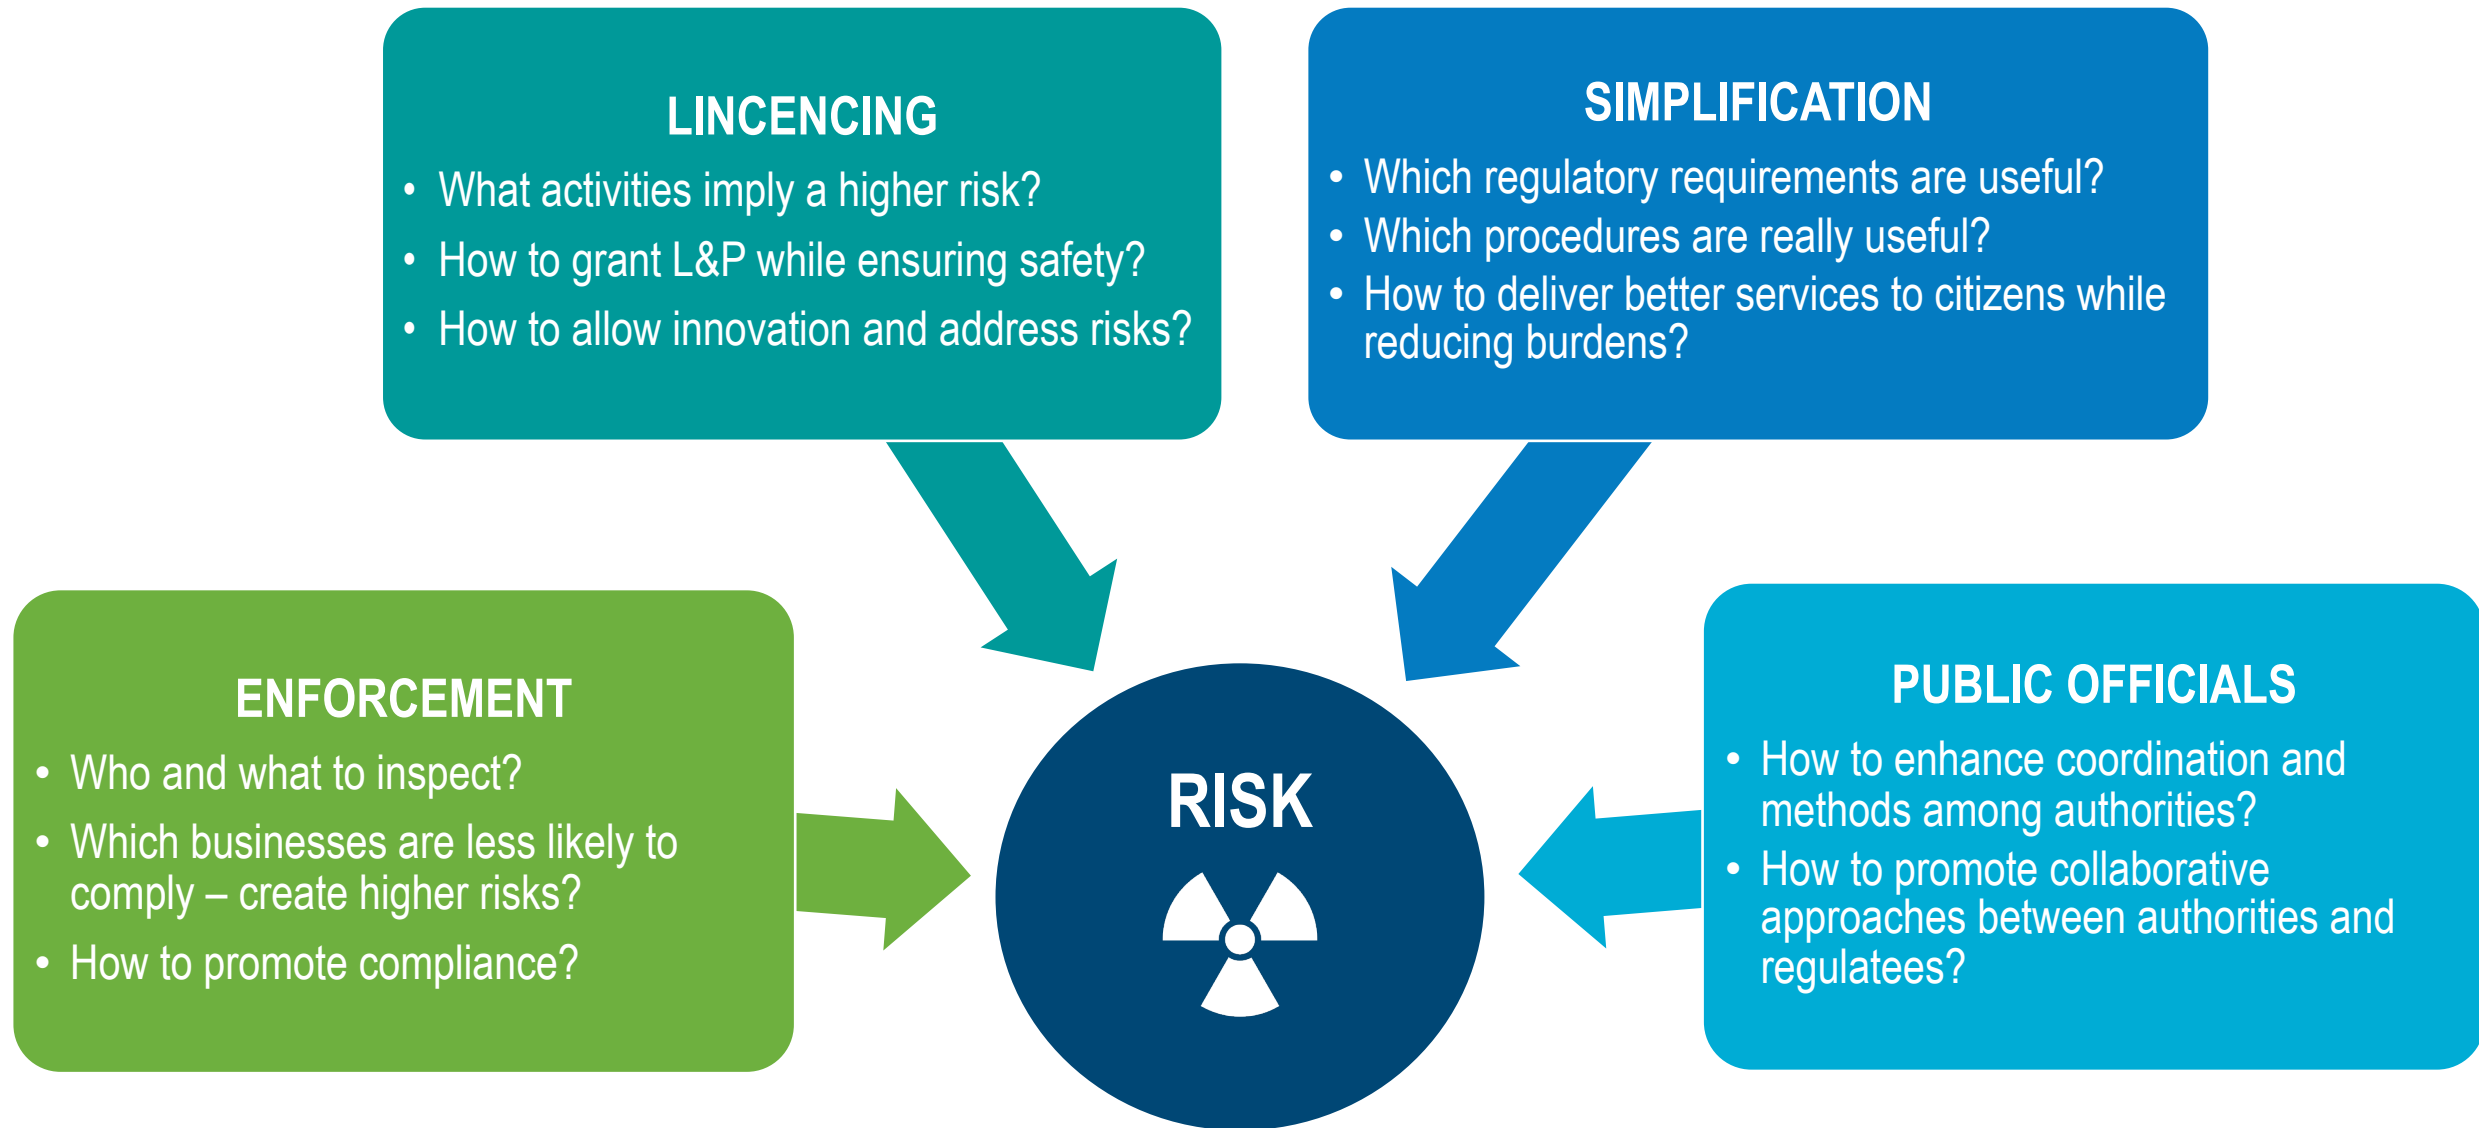 LINCENCING
• What activities imply a higher risk?
• How to grant L&P while ensuring safety?
• How to allow innovation and address risks?
SIMPLIFICATION
• Which regulatory requirements are useful?
• Which procedures are really useful?
• How to deliver better services to citizens while
reducing burdens?
ENFORCEMENT
• Who and what to inspect?
• Which businesses are less likely to
comply – create higher risks?
• How to promote compliance?
RISK
PUBLIC OFFICIALS
• How to enhance coordination and
methods among authorities?
• How to promote collaborative
approaches between authorities and
regulatees?